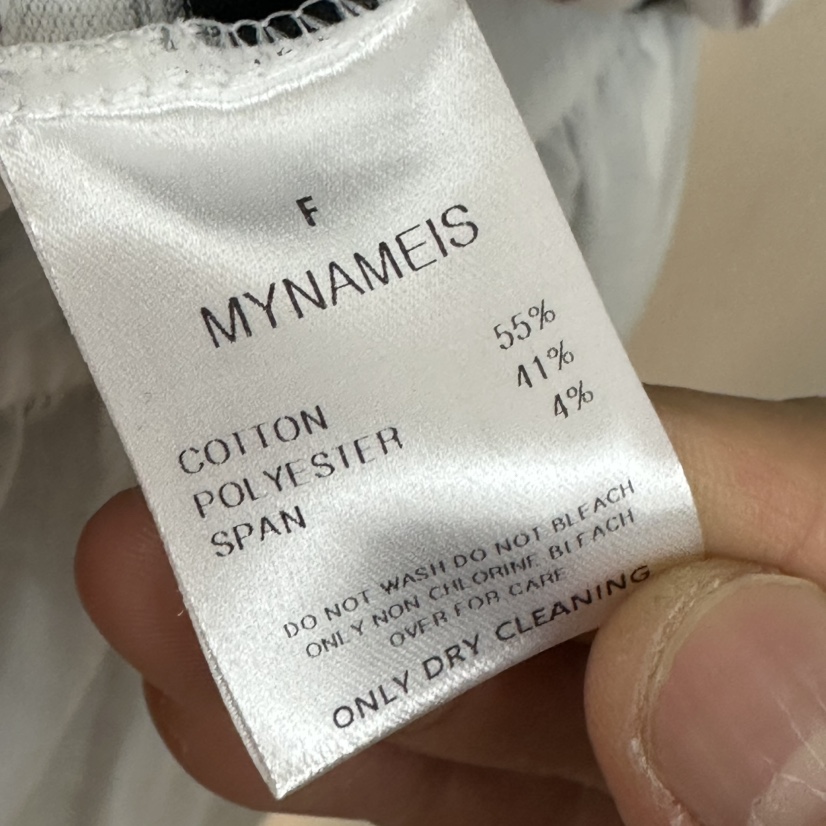 F
MYNAMEIS
COTTON 55%
POLYESTER 41%
SPAN 4%
DO NOT WASH DO NOT BLEACH
ONLY NON CHLORINE BLEACH
OVER FOR CARE
ONLY DRY CLEANING